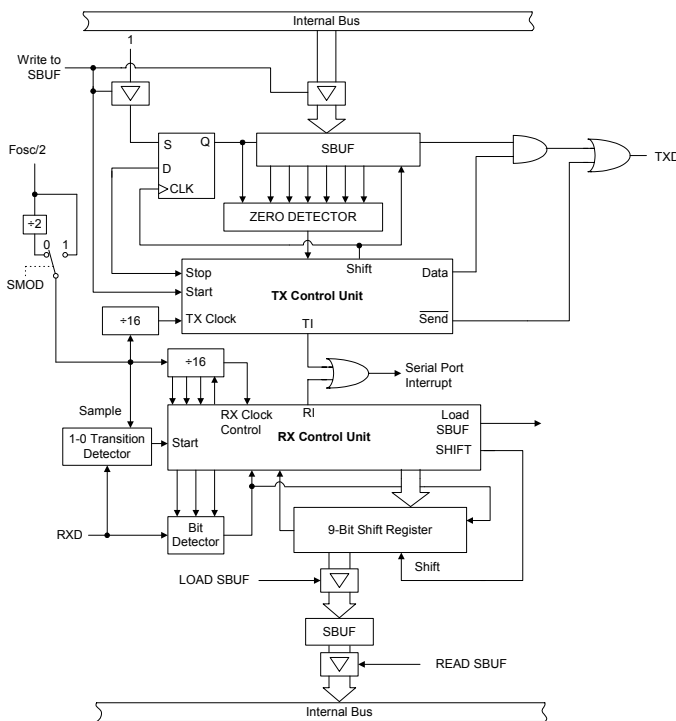 Internal Bus
1
Write to
SBUF
S
Q
D
CLK
SBUF
TXD
Fosc/2
÷2
0 1
SMOD
ZERO DETECTOR
Shift
Stop
Start
TX Clock
TX Control Unit
Data
Send
TI
÷16
÷16
Serial Port
Interrupt
Sample
1-0 Transition
Detector
RX Clock
Control
RI
Start
RX Control Unit
Load
SBUF
SHIFT
RXD
Bit
Detector
9-Bit Shift Register
Shift
LOAD SBUF
SBUF
READ SBUF
Internal Bus